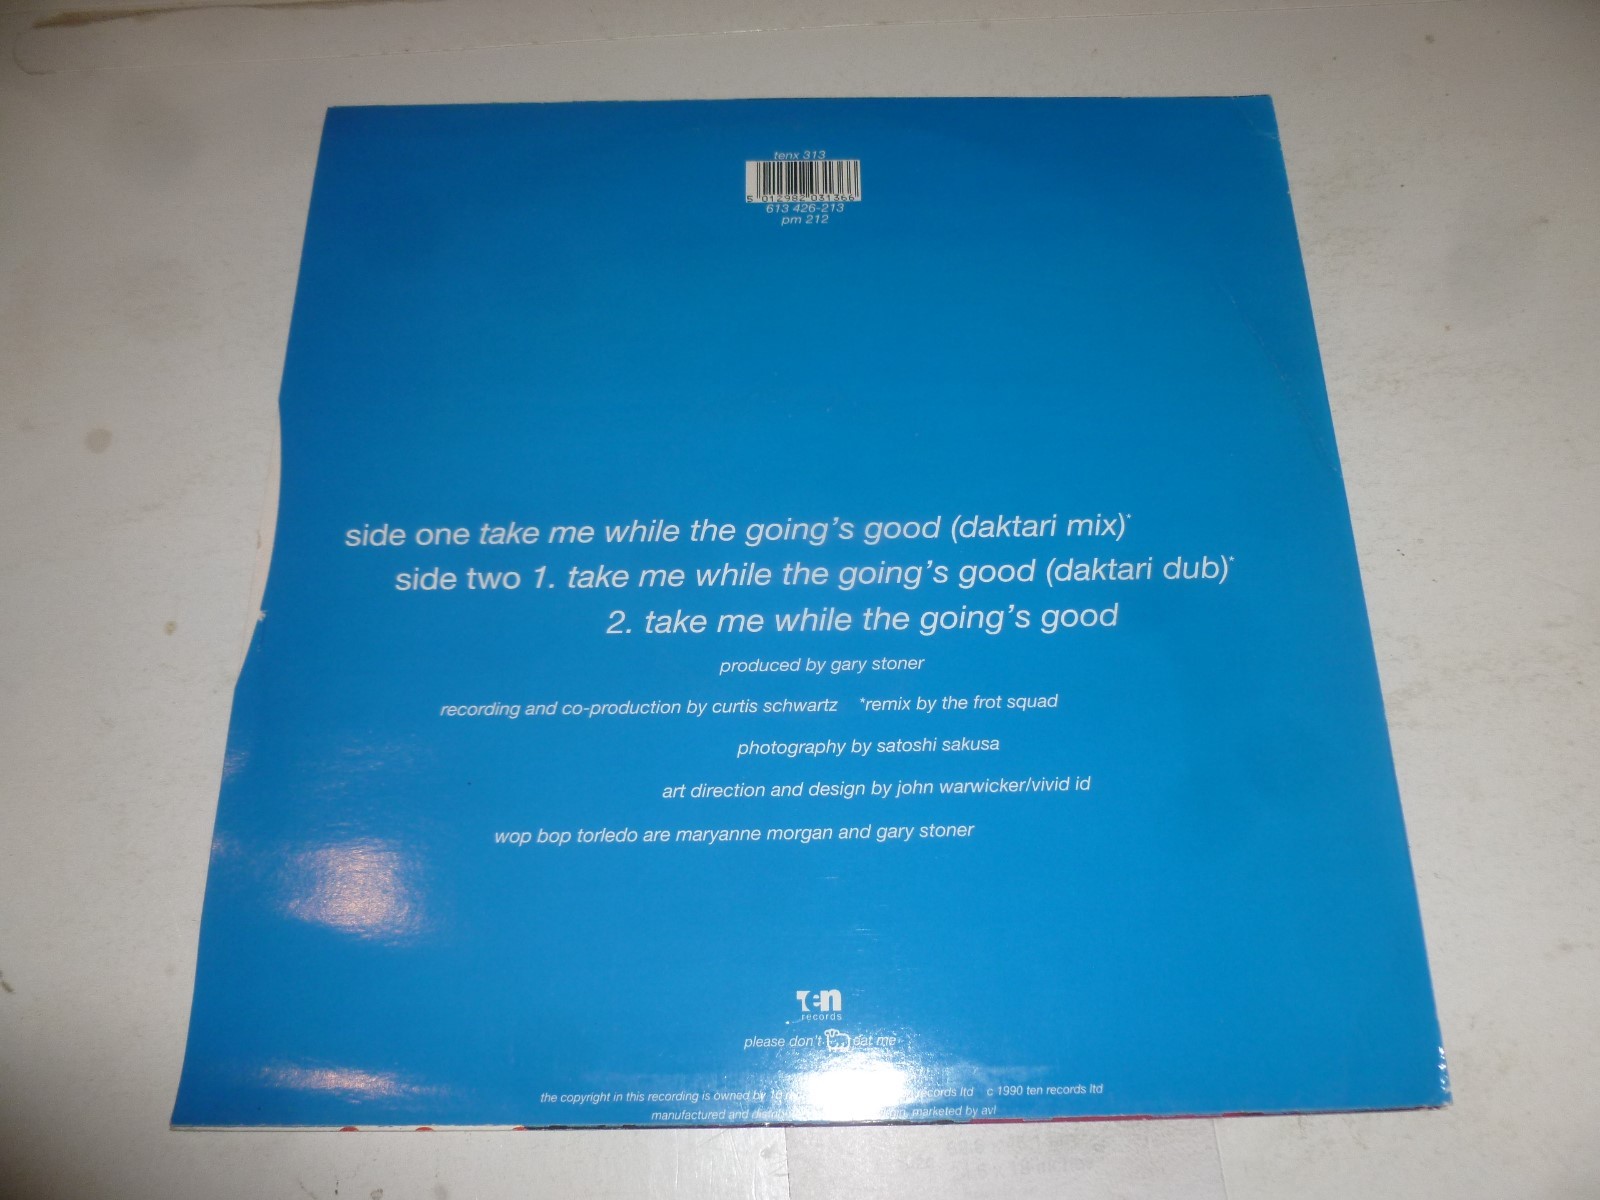 tenx 313
5 012982 031366
613 426-213
pm 212
side one take me while the going's good (daktari mix)*
side two 1. take me while the going's good (daktari dub)*
2. take me while the going's good
produced by gary stoner
recording and co-production by curtis schwartz *remix by the frot squad
photography by satoshi sakusa
art direction and design by john warwicker/vivid id
wop bop torledo are maryanne morgan and gary stoner
ten
records
please don't eat me
the copyright in this recording is owned by 10 records ltd c 1990 ten records ltd
manufactured and marketed by avl